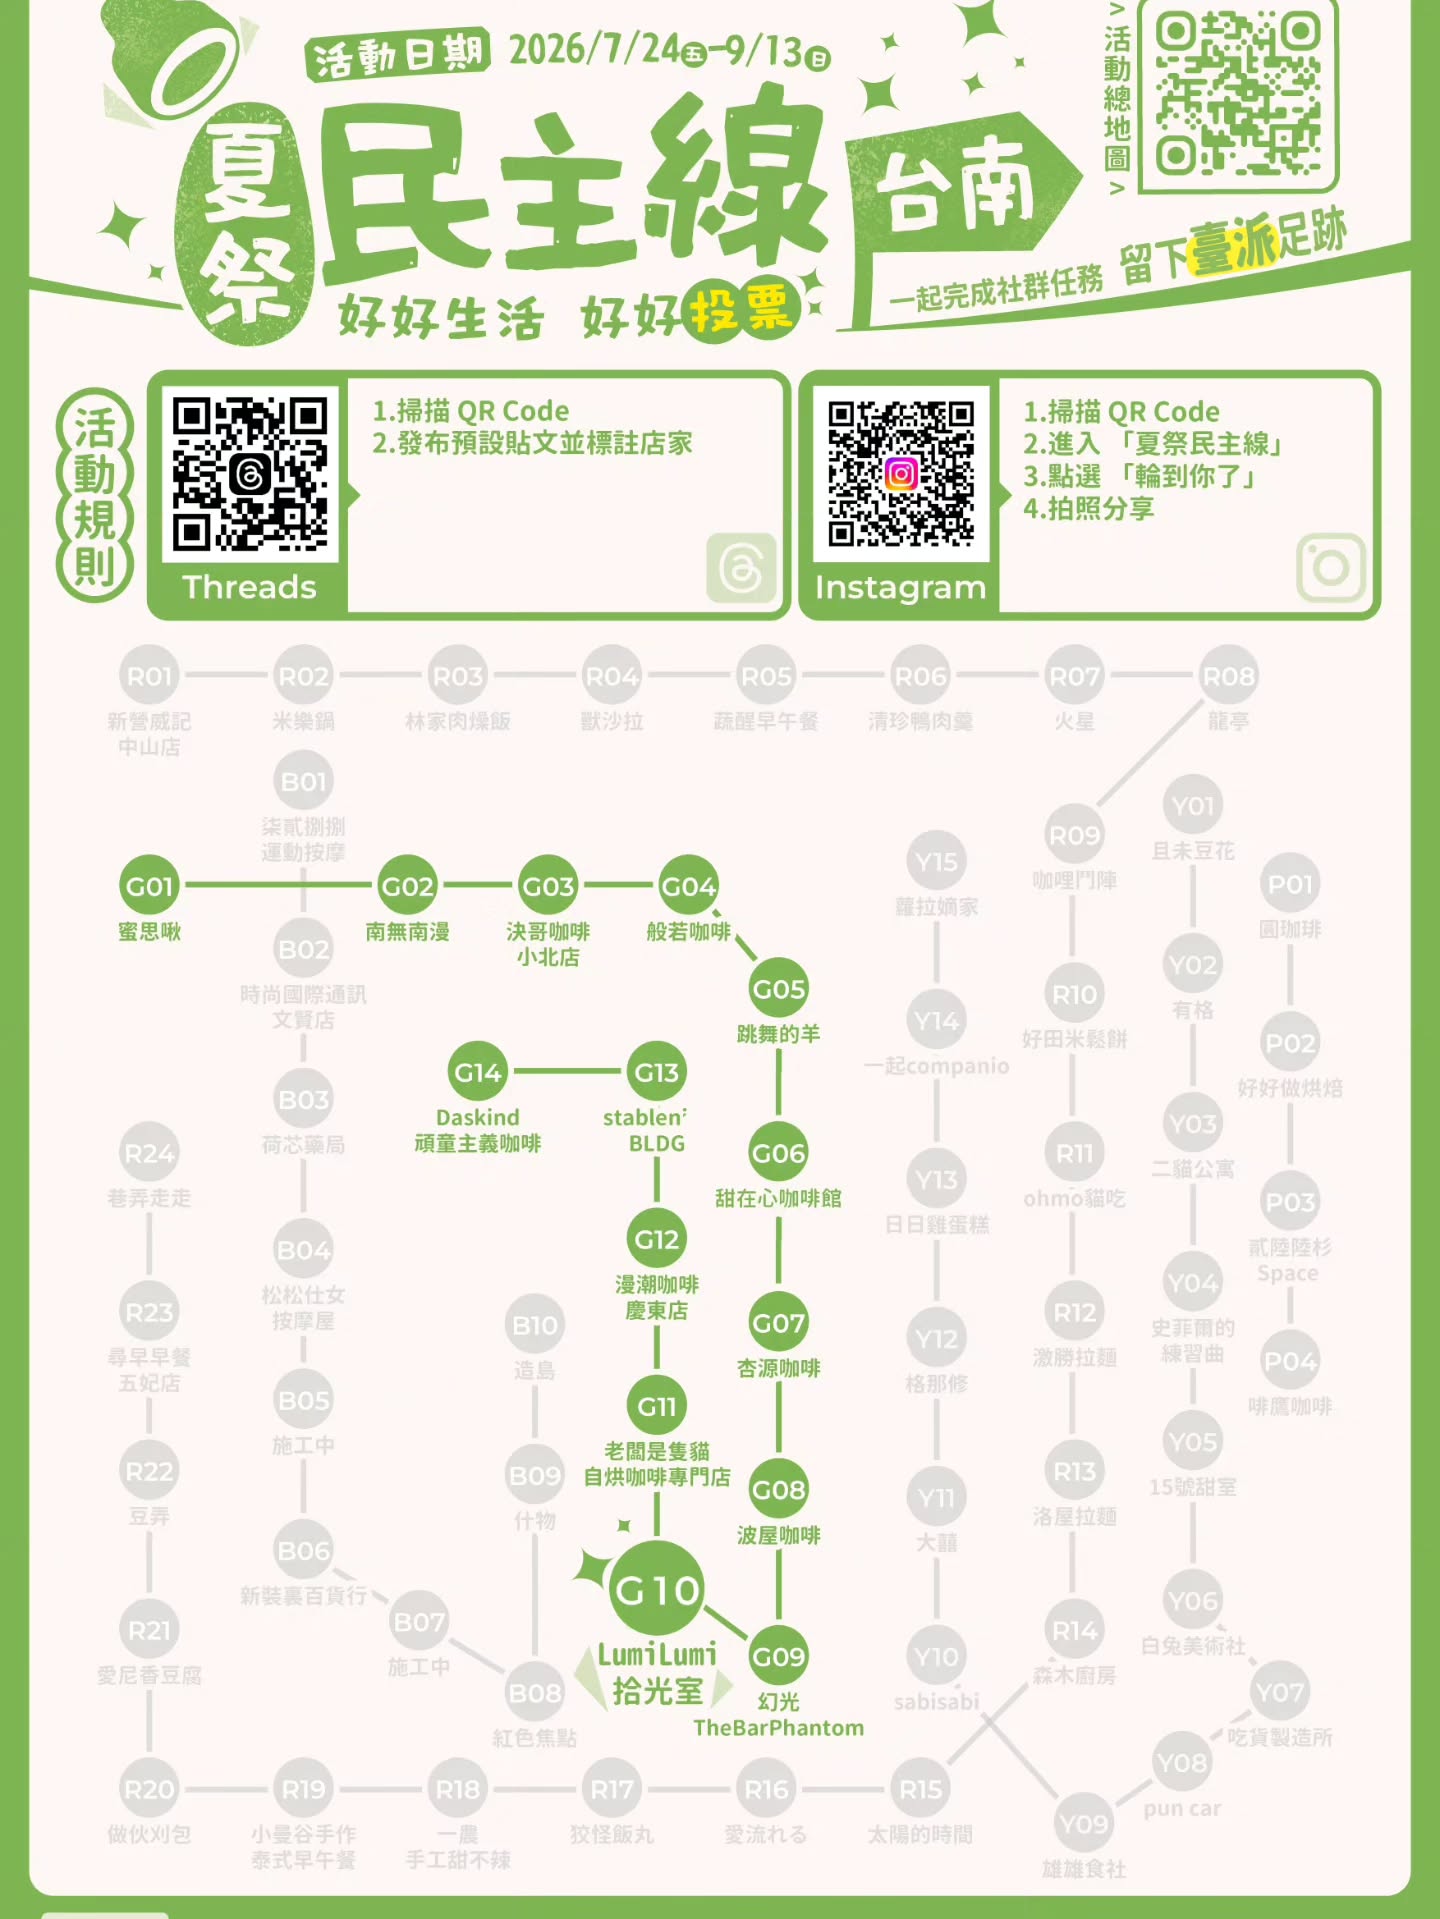 活動日期 2026/7/24五-9/13日
>活動總地圖>
夏祭 民主線 台南
一起完成社群任務 留下臺派足跡
好好生活 好好投票
活動規則
Threads
1.掃描 QR Code
2.發布預設貼文並標註店家
Instagram
1.掃描 QR Code
2.進入「夏祭民主線」
3.點選「輪到你了」
4.拍照分享
R01
新營威記
中山店
R02
米樂鍋
R03
林家肉燥飯
R04
獸沙拉
R05
蔬醒早午餐
R06
清珍鴨肉羹
R07
火星
R08
龍亭
B01
柒貳捌捌
運動按摩
Y01
且未豆花
R09
咖哩鬥陣
Y15
蘿拉嫡家
P01
圓珈琲
G01
蜜思啾
G02
南無南漫
G03
決哥咖啡
小北店
G04
般若咖啡
B02
時尚國際通訊
文賢店
G05
跳舞的羊
Y02
有格
R10
好田米鬆餅
Y14
一起companio
P02
好好做烘焙
G14
Daskind
頑童主義咖啡
G13
stablen
BLDG
B03
荷芯藥局
Y03
二貓公寓
R24
巷弄走走
G06
甜在心咖啡館
R11
ohmo貓吃
Y13
日日雞蛋糕
P03
貳陸陸杉
Space
G12
漫潮咖啡
慶東店
B04
松松仕女
按摩屋
Y04
史菲爾的
練習曲
R23
尋早早餐
五妃店
B10
造島
G07
杏源咖啡
R12
激勝拉麵
Y12
格那修
P04
啡鷹咖啡
B05
施工中
G11
老闆是隻貓
自烘咖啡專門店
Y05
15號甜室
R22
豆弄
B09
什物
G08
波屋咖啡
R13
洛屋拉麵
Y11
大囍
B06
新裝裏百貨行
G10
LumiLumi
拾光室
Y06
白兔美術社
B07
施工中
R21
愛尼香豆腐
R14
森木廚房
G09
幻光
TheBarPhantom
Y10
sabisabi
B08
紅色焦點
Y07
吃貨製造所
Y08
pun car
R20
做伙刈包
R19
小曼谷手作
泰式早午餐
R18
一農
手工甜不辣
R17
狡怪飯丸
R16
愛流れる
R15
太陽的時間
Y09
雄雄食社